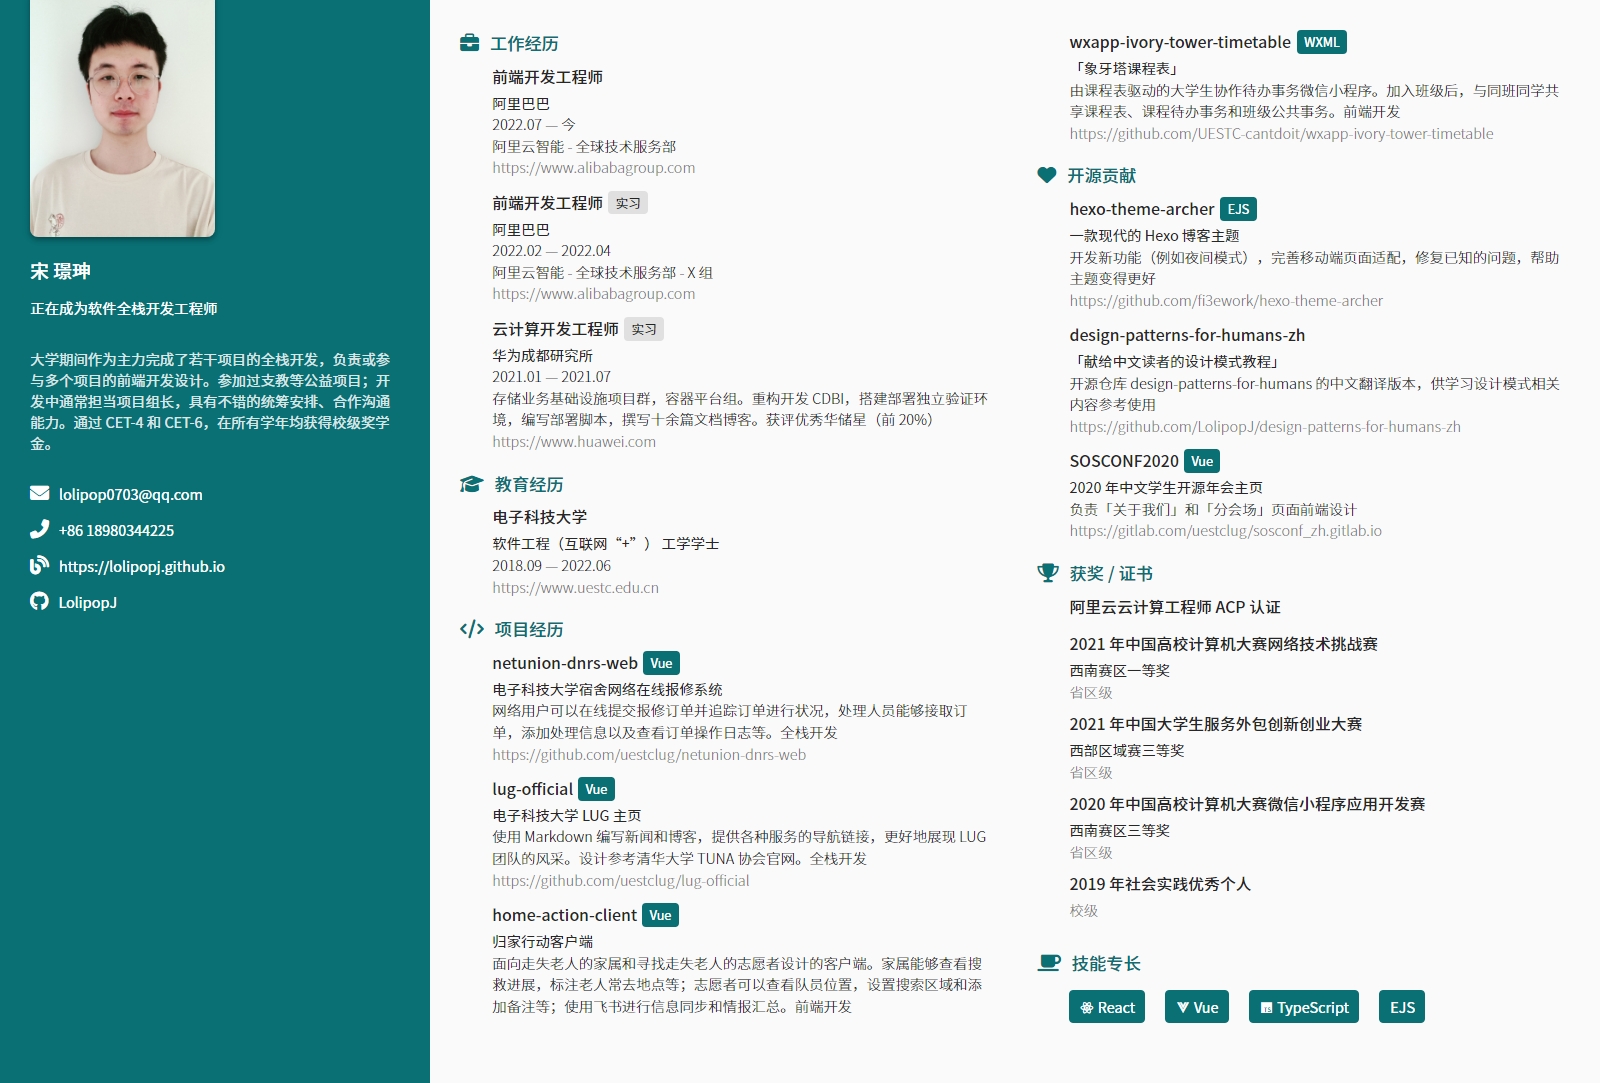 宋 璟珅
正在成为软件全栈开发工程师
大学期间作为主力完成了若干项目的全栈开发，负责或参
与多个项目的前端开发设计。参加过支教等公益项目；开
发中通常担当项目组长，具有不错的统筹安排、合作沟通
能力。通过 CET-4 和 CET-6，在所有学年均获得校级奖学
金。
lolipop0703@qq.com
+86 18980344225
https://lolipopj.github.io
LolipopJ
工作经历
前端开发工程师
阿里巴巴
2022.07 — 今
阿里云智能 - 全球技术服务部
https://www.alibabagroup.com
前端开发工程师 实习
阿里巴巴
2022.02 — 2022.04
阿里云智能 - 全球技术服务部 - X 组
https://www.alibabagroup.com
云计算开发工程师 实习
华为成都研究所
2021.01 — 2021.07
存储业务基础设施项目群，容器平台组。重构开发 CDBI，搭建部署独立验证环
境，编写部署脚本，撰写十余篇文档博客。获评优秀华储星（前 20%）
https://www.huawei.com
教育经历
电子科技大学
软件工程（互联网“+”） 工学学士
2018.09 — 2022.06
https://www.uestc.edu.cn
项目经历
netunion-dnrs-web Vue
电子科技大学宿舍网络在线报修系统
网络用户可以在线提交报修订单并追踪订单进行状况，处理人员能够接取订
单，添加处理信息以及查看订单操作日志等。全栈开发
https://github.com/uestclug/netunion-dnrs-web
lug-official Vue
电子科技大学 LUG 主页
使用 Markdown 编写新闻和博客，提供各种服务的导航链接，更好地展现 LUG
团队的风采。设计参考清华大学 TUNA 协会官网。全栈开发
https://github.com/uestclug/lug-official
home-action-client Vue
归家行动客户端
面向走失老人的家属和寻找走失老人的志愿者设计的客户端。家属能够查看搜
救进展，标注老人常去地点等；志愿者可以查看队员位置，设置搜索区域和添
加备注等；使用飞书进行信息同步和情报汇总。前端开发
wxapp-ivory-tower-timetable WXML
「象牙塔课程表」
由课程表驱动的大学生协作待办事务微信小程序。加入班级后，与同班同学共
享课程表、课程待办事务和班级公共事务。前端开发
https://github.com/UESTC-cantdoit/wxapp-ivory-tower-timetable
开源贡献
hexo-theme-archer EJS
一款现代的 Hexo 博客主题
开发新功能（例如夜间模式），完善移动端页面适配，修复已知的问题，帮助
主题变得更好
https://github.com/fi3ework/hexo-theme-archer
design-patterns-for-humans-zh
「献给中文读者的设计模式教程」
开源仓库 design-patterns-for-humans 的中文翻译版本，供学习设计模式相关
内容参考使用
https://github.com/LolipopJ/design-patterns-for-humans-zh
SOSCONF2020 Vue
2020 年中文学生开源年会主页
负责「关于我们」和「分会场」页面前端设计
https://gitlab.com/uestclug/sosconf_zh.gitlab.io
获奖 / 证书
阿里云云计算工程师 ACP 认证
2021 年中国高校计算机大赛网络技术挑战赛
西南赛区一等奖
省区级
2021 年中国大学生服务外包创新创业大赛
西部区域赛三等奖
省区级
2020 年中国高校计算机大赛微信小程序应用开发赛
西南赛区三等奖
省区级
2019 年社会实践优秀个人
校级
技能专长
React Vue TypeScript EJS